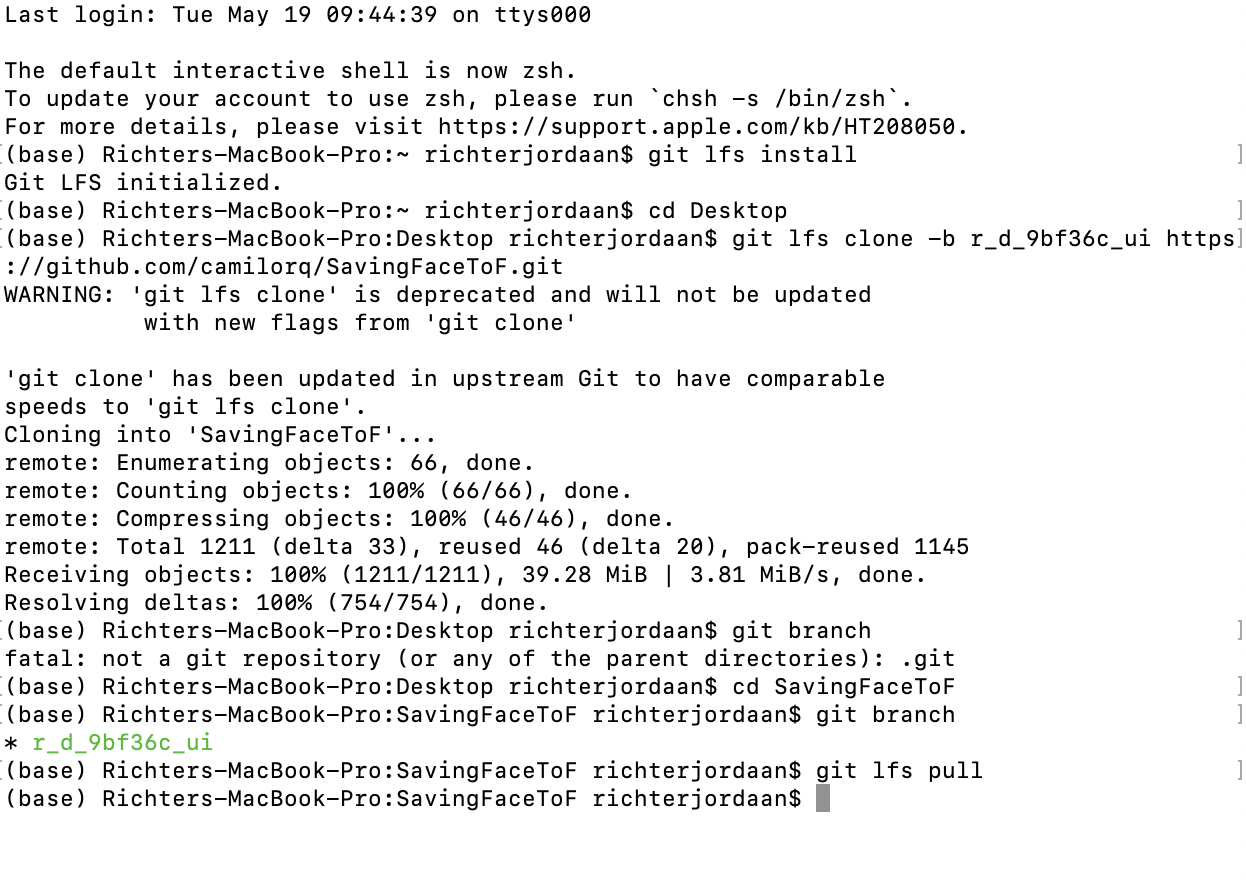 Last login: Tue May 19 09:44:39 on ttys000
The default interactive shell is now zsh.
To update your account to use zsh, please run `chsh -s /bin/zsh`.
For more details, please visit https://support.apple.com/kb/HT208050.
[(base) Richters-MacBook-Pro:~ richterjordaan$ git lfs install ]
Git LFS initialized.
[(base) Richters-MacBook-Pro:~ richterjordaan$ cd Desktop ]
[(base) Richters-MacBook-Pro:Desktop richterjordaan$ git lfs clone -b r_d_9bf36c_ui https]
://github.com/camilorq/SavingFaceToF.git
WARNING: 'git lfs clone' is deprecated and will not be updated
with new flags from 'git clone'
'git clone' has been updated in upstream Git to have comparable
speeds to 'git lfs clone'.
Cloning into 'SavingFaceToF'...
remote: Enumerating objects: 66, done.
remote: Counting objects: 100% (66/66), done.
remote: Compressing objects: 100% (46/46), done.
remote: Total 1211 (delta 33), reused 46 (delta 20), pack-reused 1145
Receiving objects: 100% (1211/1211), 39.28 MiB | 3.81 MiB/s, done.
Resolving deltas: 100% (754/754), done.
[(base) Richters-MacBook-Pro:Desktop richterjordaan$ git branch ]
fatal: not a git repository (or any of the parent directories): .git
[(base) Richters-MacBook-Pro:Desktop richterjordaan$ cd SavingFaceToF ]
[(base) Richters-MacBook-Pro:SavingFaceToF richterjordaan$ git branch ]
* r_d_9bf36c_ui
[(base) Richters-MacBook-Pro:SavingFaceToF richterjordaan$ git lfs pull ]
(base) Richters-MacBook-Pro:SavingFaceToF richterjordaan$